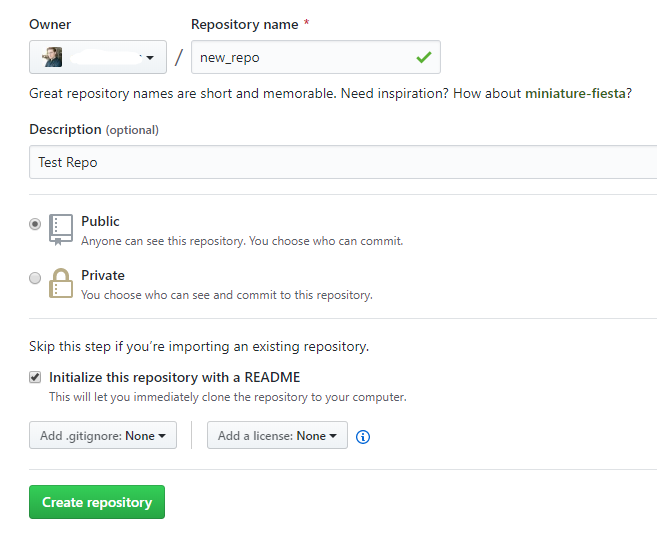 Owner
Repository name *
/
new_repo
Great repository names are short and memorable. Need inspiration? How about miniature-fiesta?
Description (optional)
Test Repo
Public
Anyone can see this repository. You choose who can commit.
Private
You choose who can see and commit to this repository.
Skip this step if you're importing an existing repository.
Initialize this repository with a README
This will let you immediately clone the repository to your computer.
Add .gitignore: None
Add a license: None
Create repository